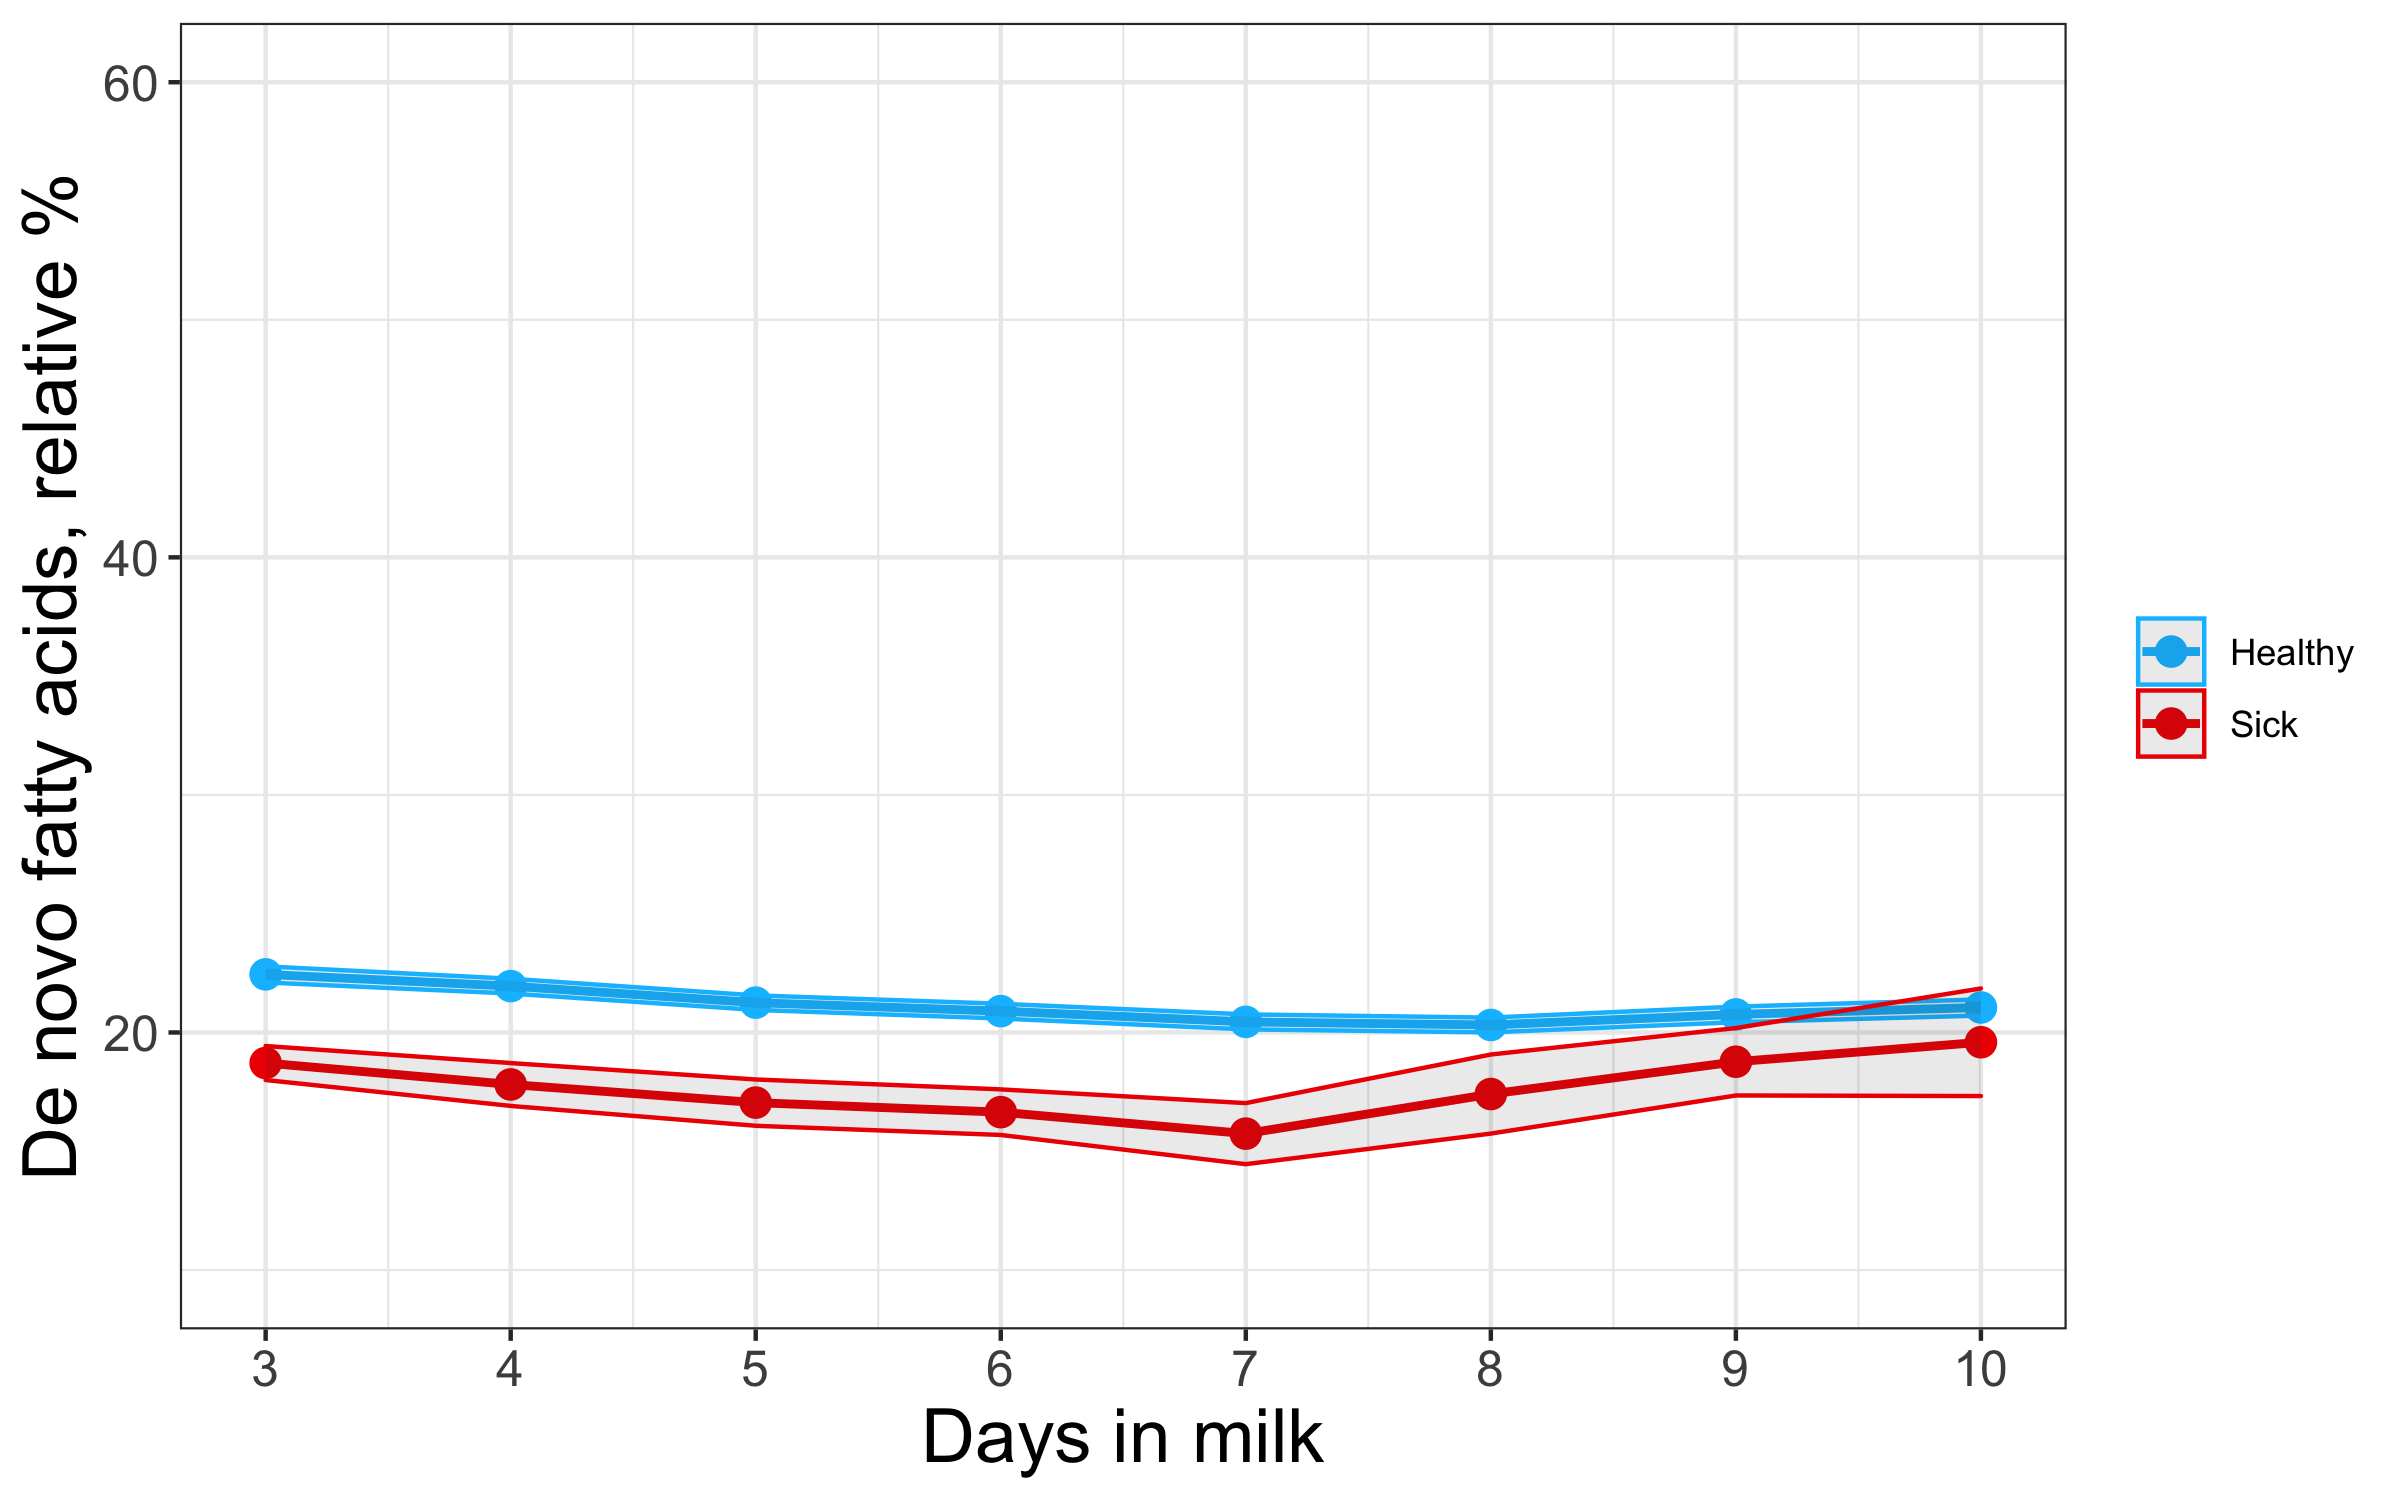 De novo fatty acids, relative %
60
40
20
3 4 5 6 7 8 9 10
Days in milk
Healthy
Sick